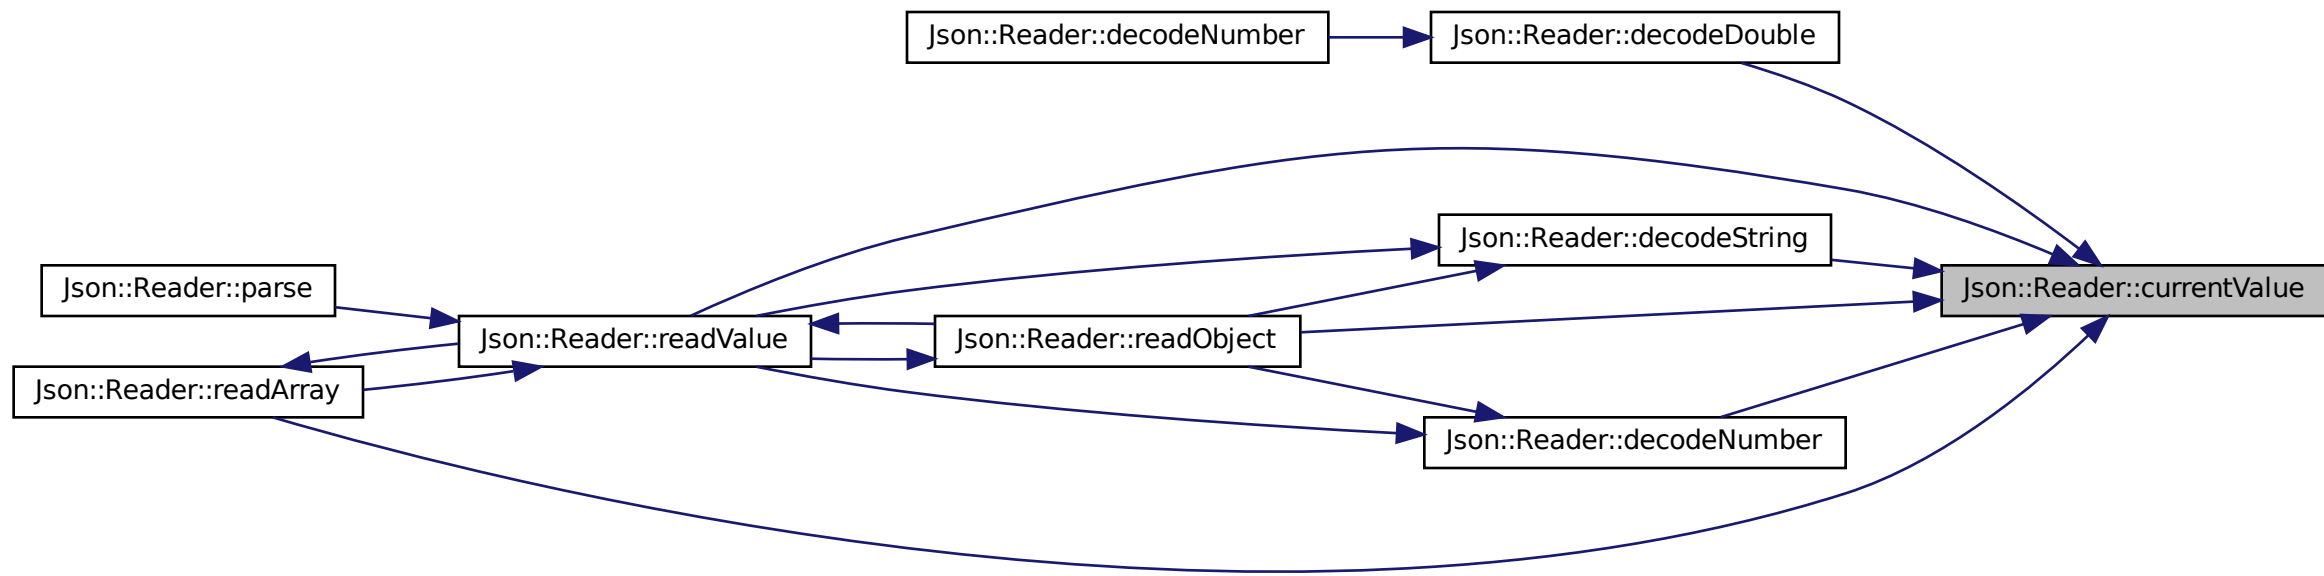 Json::Reader::decodeNumber
Json::Reader::decodeDouble
Json::Reader::decodeString
Json::Reader::parse
Json::Reader::currentValue
Json::Reader::readValue
Json::Reader::readObject
Json::Reader::readArray
Json::Reader::decodeNumber